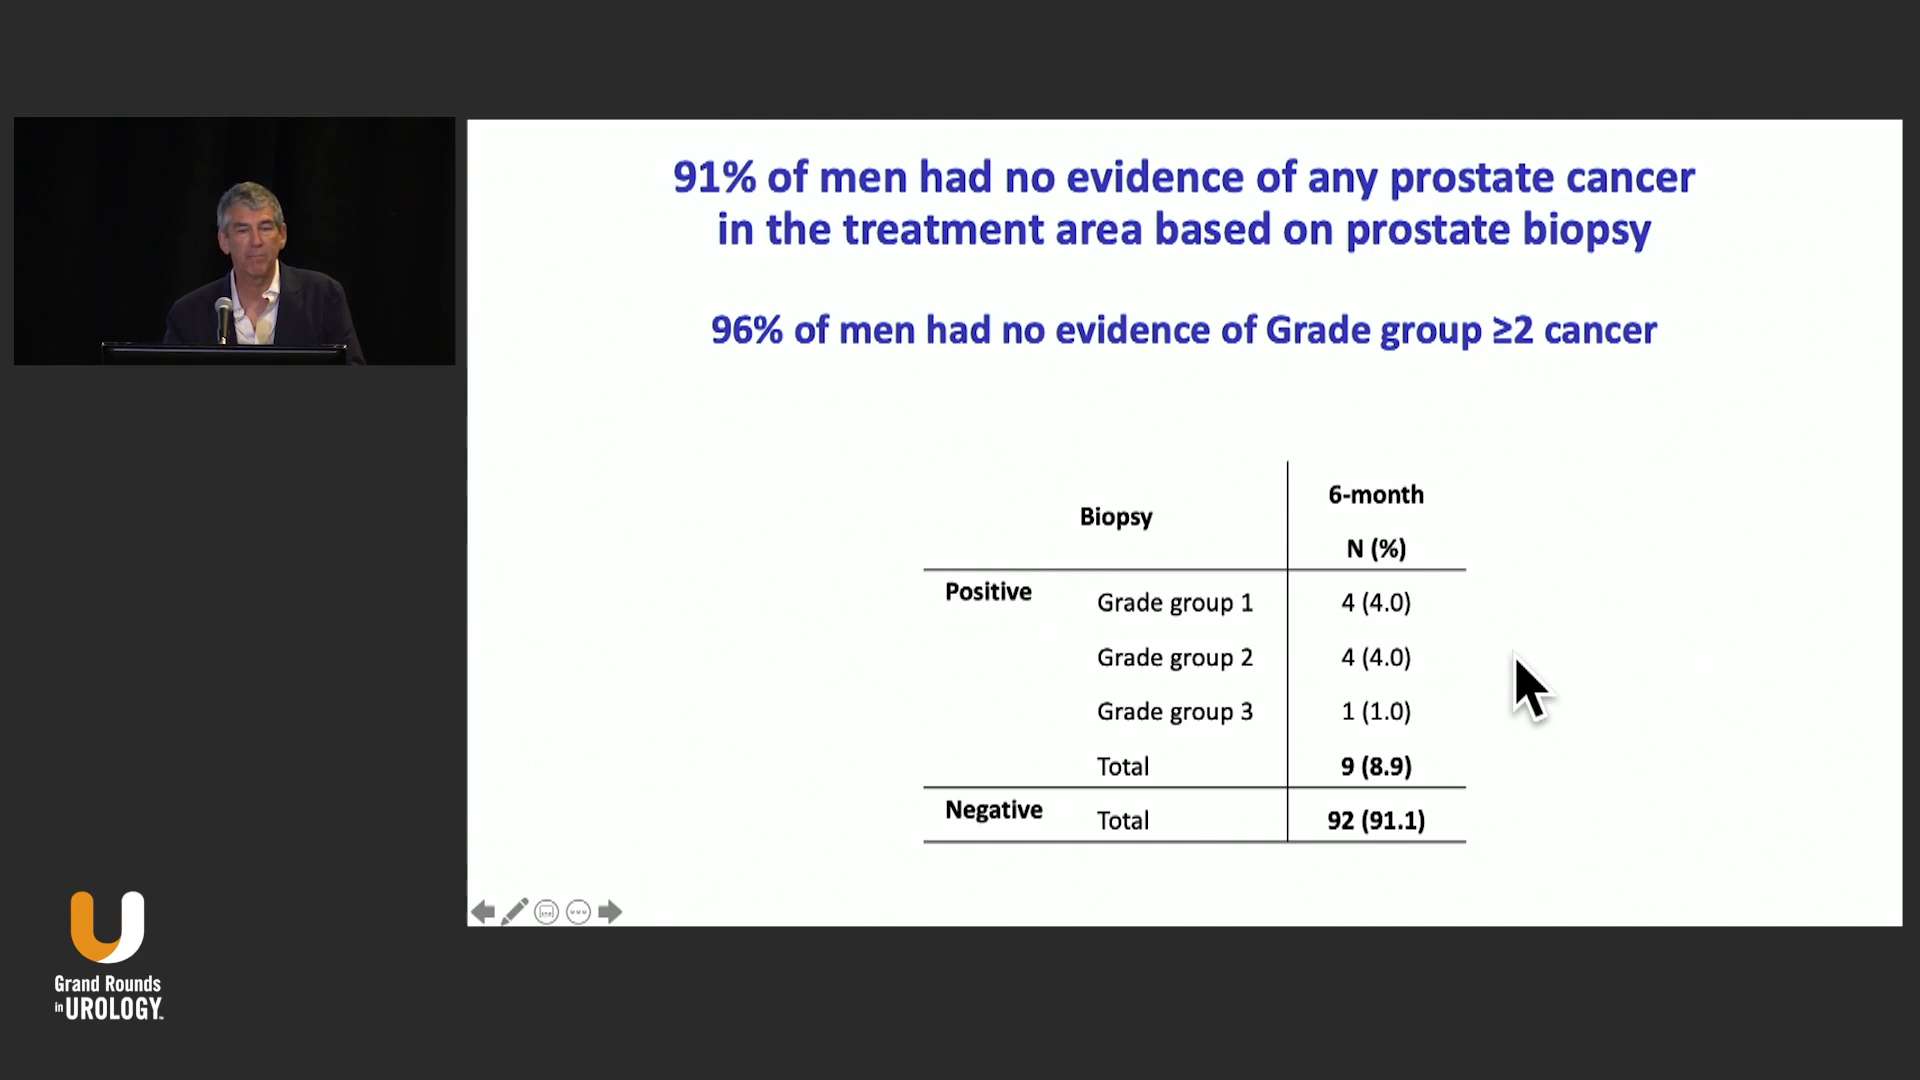 91% of men had no evidence of any prostate cancer
in the treatment area based on prostate biopsy
96% of men had no evidence of Grade group ≥2 cancer
Biopsy
6-month
N (%)
Positive
Grade group 1 4 (4.0)
Grade group 2 4 (4.0)
Grade group 3 1 (1.0)
Total 9 (8.9)
Negative Total 92 (91.1)
Grand Rounds
in UROLOGY